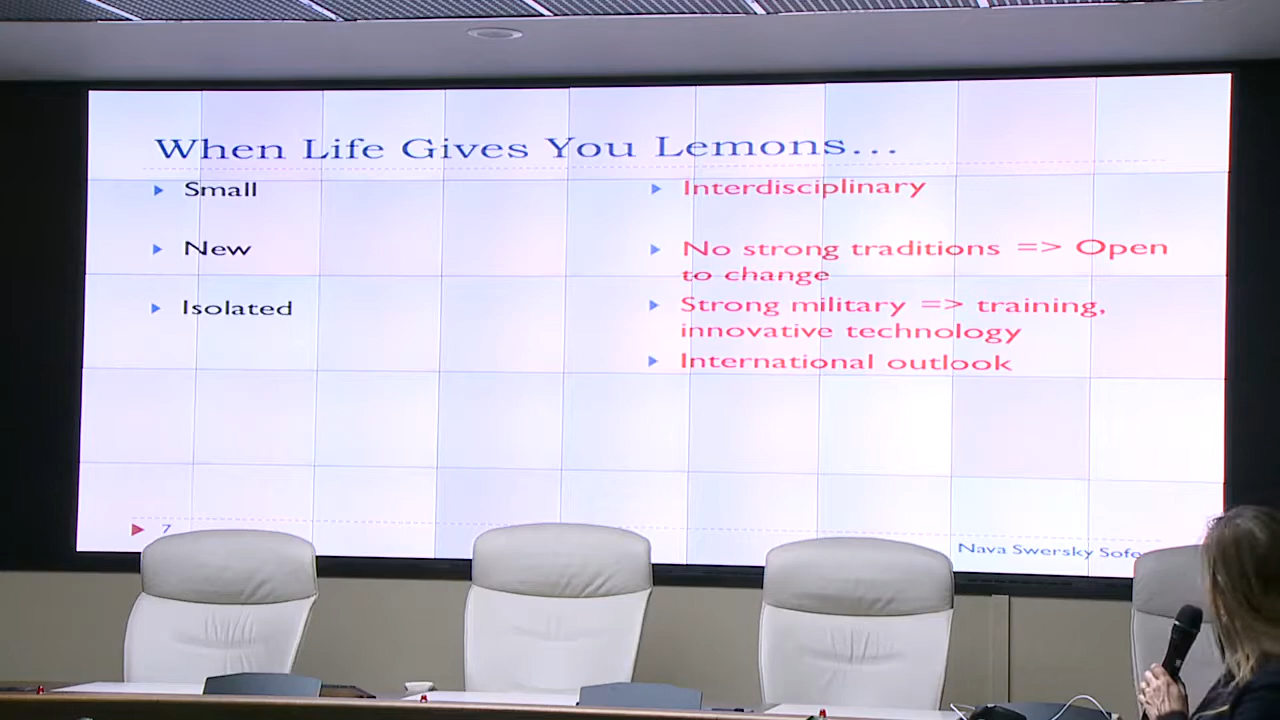 When Life Gives You Lemons...
Small
New
Isolated
Interdisciplinary
No strong traditions => Open
to change
Strong military => training,
innovative technology
International outlook
7
Nava Swersky